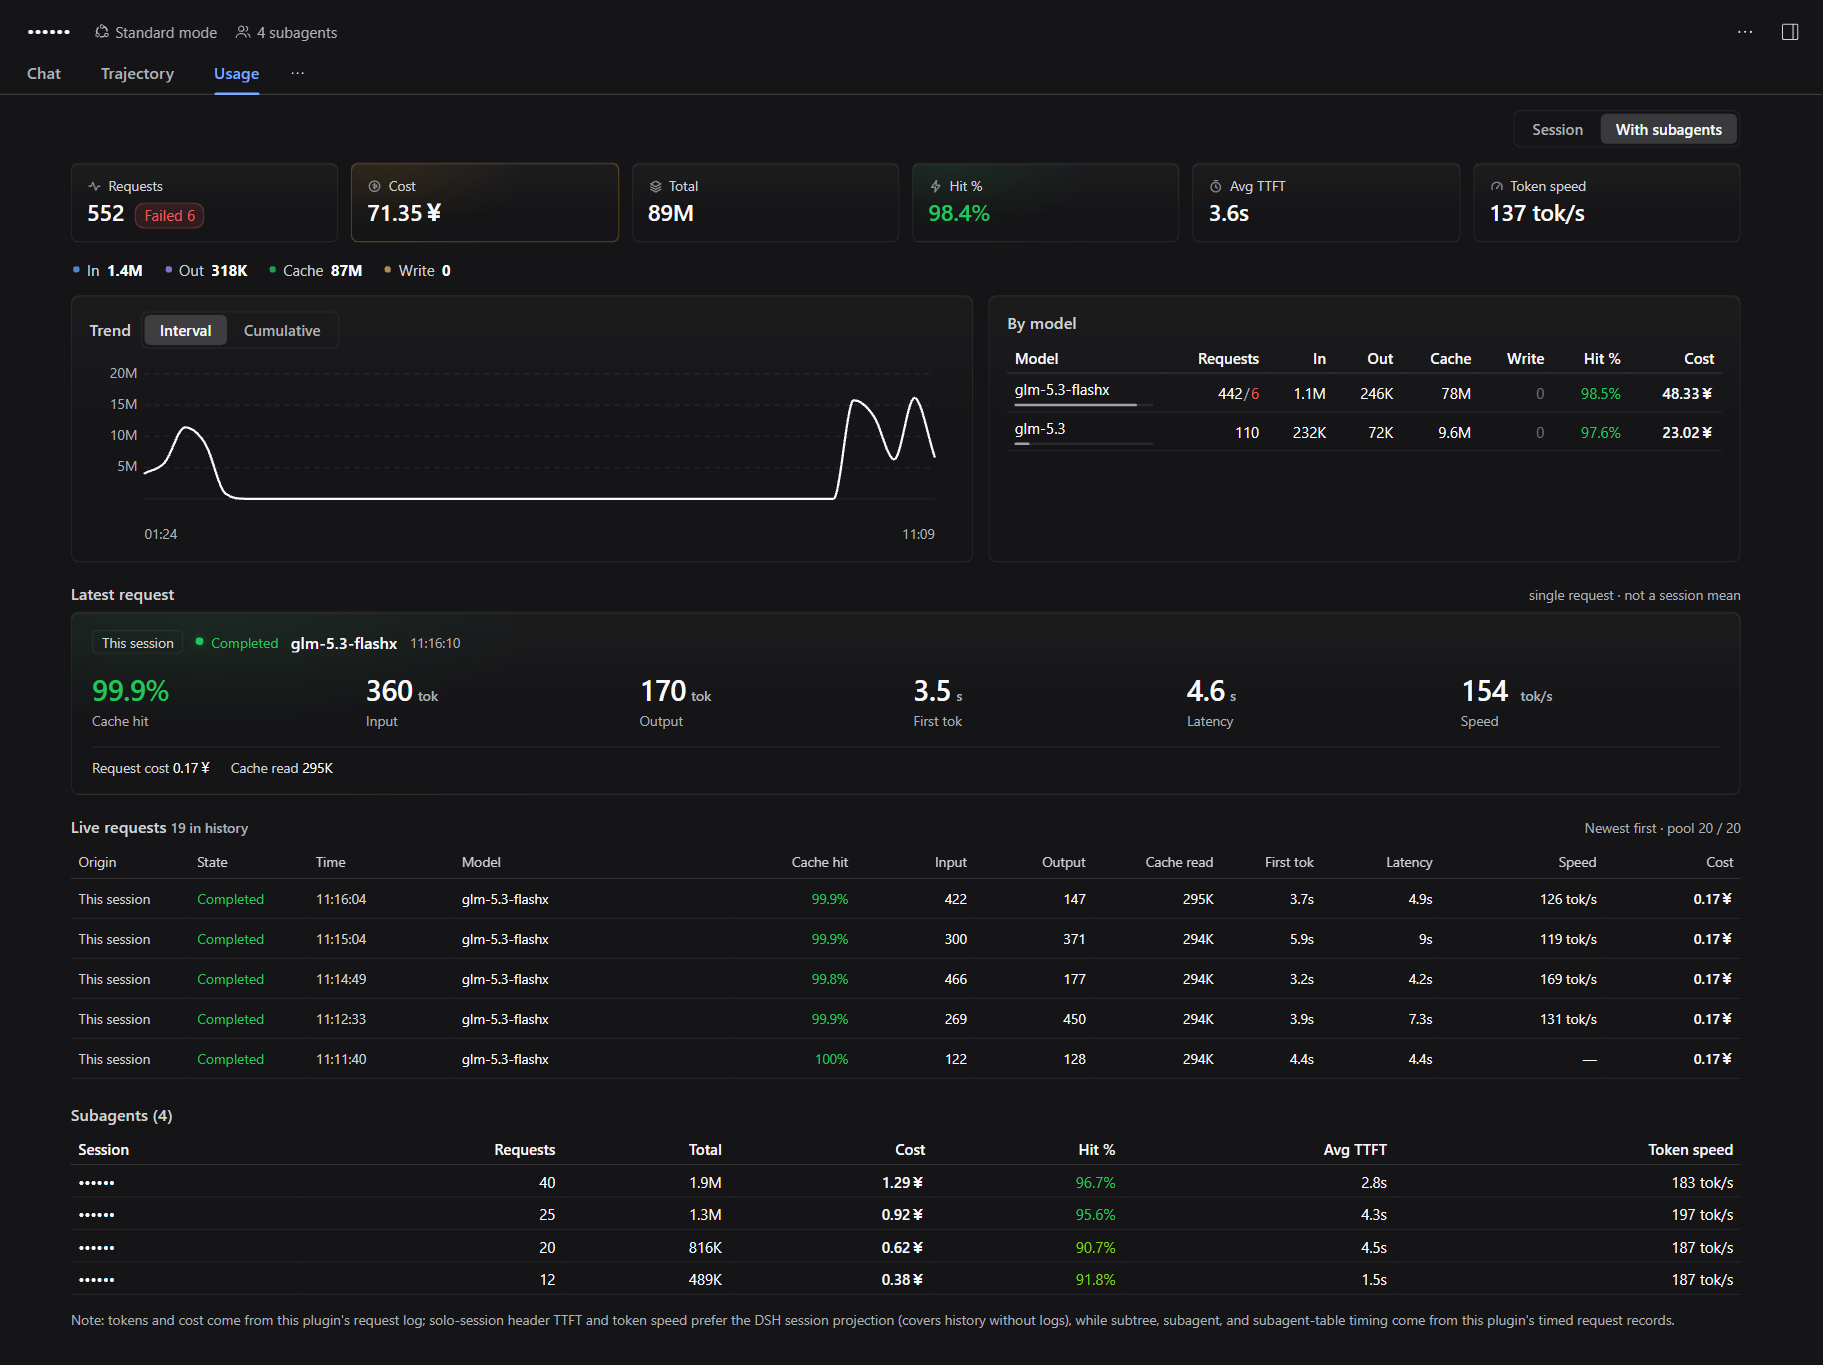 •••••• Standard mode 4 subagents ···
Chat Trajectory Usage ···
Session With subagents
Requests Cost Total Hit % Avg TTFT Token speed
552 Failed 6 71.35 ¥ 89M 98.4% 3.6s 137 tok/s
In 1.4M Out 318K Cache 87M Write 0
Trend Interval Cumulative
20M
15M
10M
5M
01:24 11:09
By model
Model Requests In Out Cache Write Hit % Cost
glm-5.3-flashx 442/6 1.1M 246K 78M 0 98.5% 48.33 ¥
glm-5.3 110 232K 72K 9.6M 0 97.6% 23.02 ¥
Latest request single request · not a session mean
This session Completed glm-5.3-flashx 11:16:10
99.9% 360 tok 170 tok 3.5 s 4.6 s 154 tok/s
Cache hit Input Output First tok Latency Speed
Request cost 0.17 ¥ Cache read 295K
Live requests 19 in history Newest first · pool 20 / 20
Origin State Time Model Cache hit Input Output Cache read First tok Latency Speed Cost
This session Completed 11:16:04 glm-5.3-flashx 99.9% 422 147 295K 3.7s 4.9s 126 tok/s 0.17 ¥
This session Completed 11:15:04 glm-5.3-flashx 99.9% 300 371 294K 5.9s 9s 119 tok/s 0.17 ¥
This session Completed 11:14:49 glm-5.3-flashx 99.8% 466 177 294K 3.2s 4.2s 169 tok/s 0.17 ¥
This session Completed 11:12:33 glm-5.3-flashx 99.9% 269 450 294K 3.9s 7.3s 131 tok/s 0.17 ¥
This session Completed 11:11:40 glm-5.3-flashx 100% 122 128 294K 4.4s 4.4s — 0.17 ¥
Subagents (4)
Session Requests Total Cost Hit % Avg TTFT Token speed
•••••• 40 1.9M 1.29 ¥ 96.7% 2.8s 183 tok/s
•••••• 25 1.3M 0.92 ¥ 95.6% 4.3s 197 tok/s
•••••• 20 816K 0.62 ¥ 90.7% 4.5s 187 tok/s
•••••• 12 489K 0.38 ¥ 91.8% 1.5s 187 tok/s
Note: tokens and cost come from this plugin's request log; solo-session header TTFT and token speed prefer the DSH session projection (covers history without logs), while subtree, subagent, and subagent-table timing come from this plugin's timed request records.